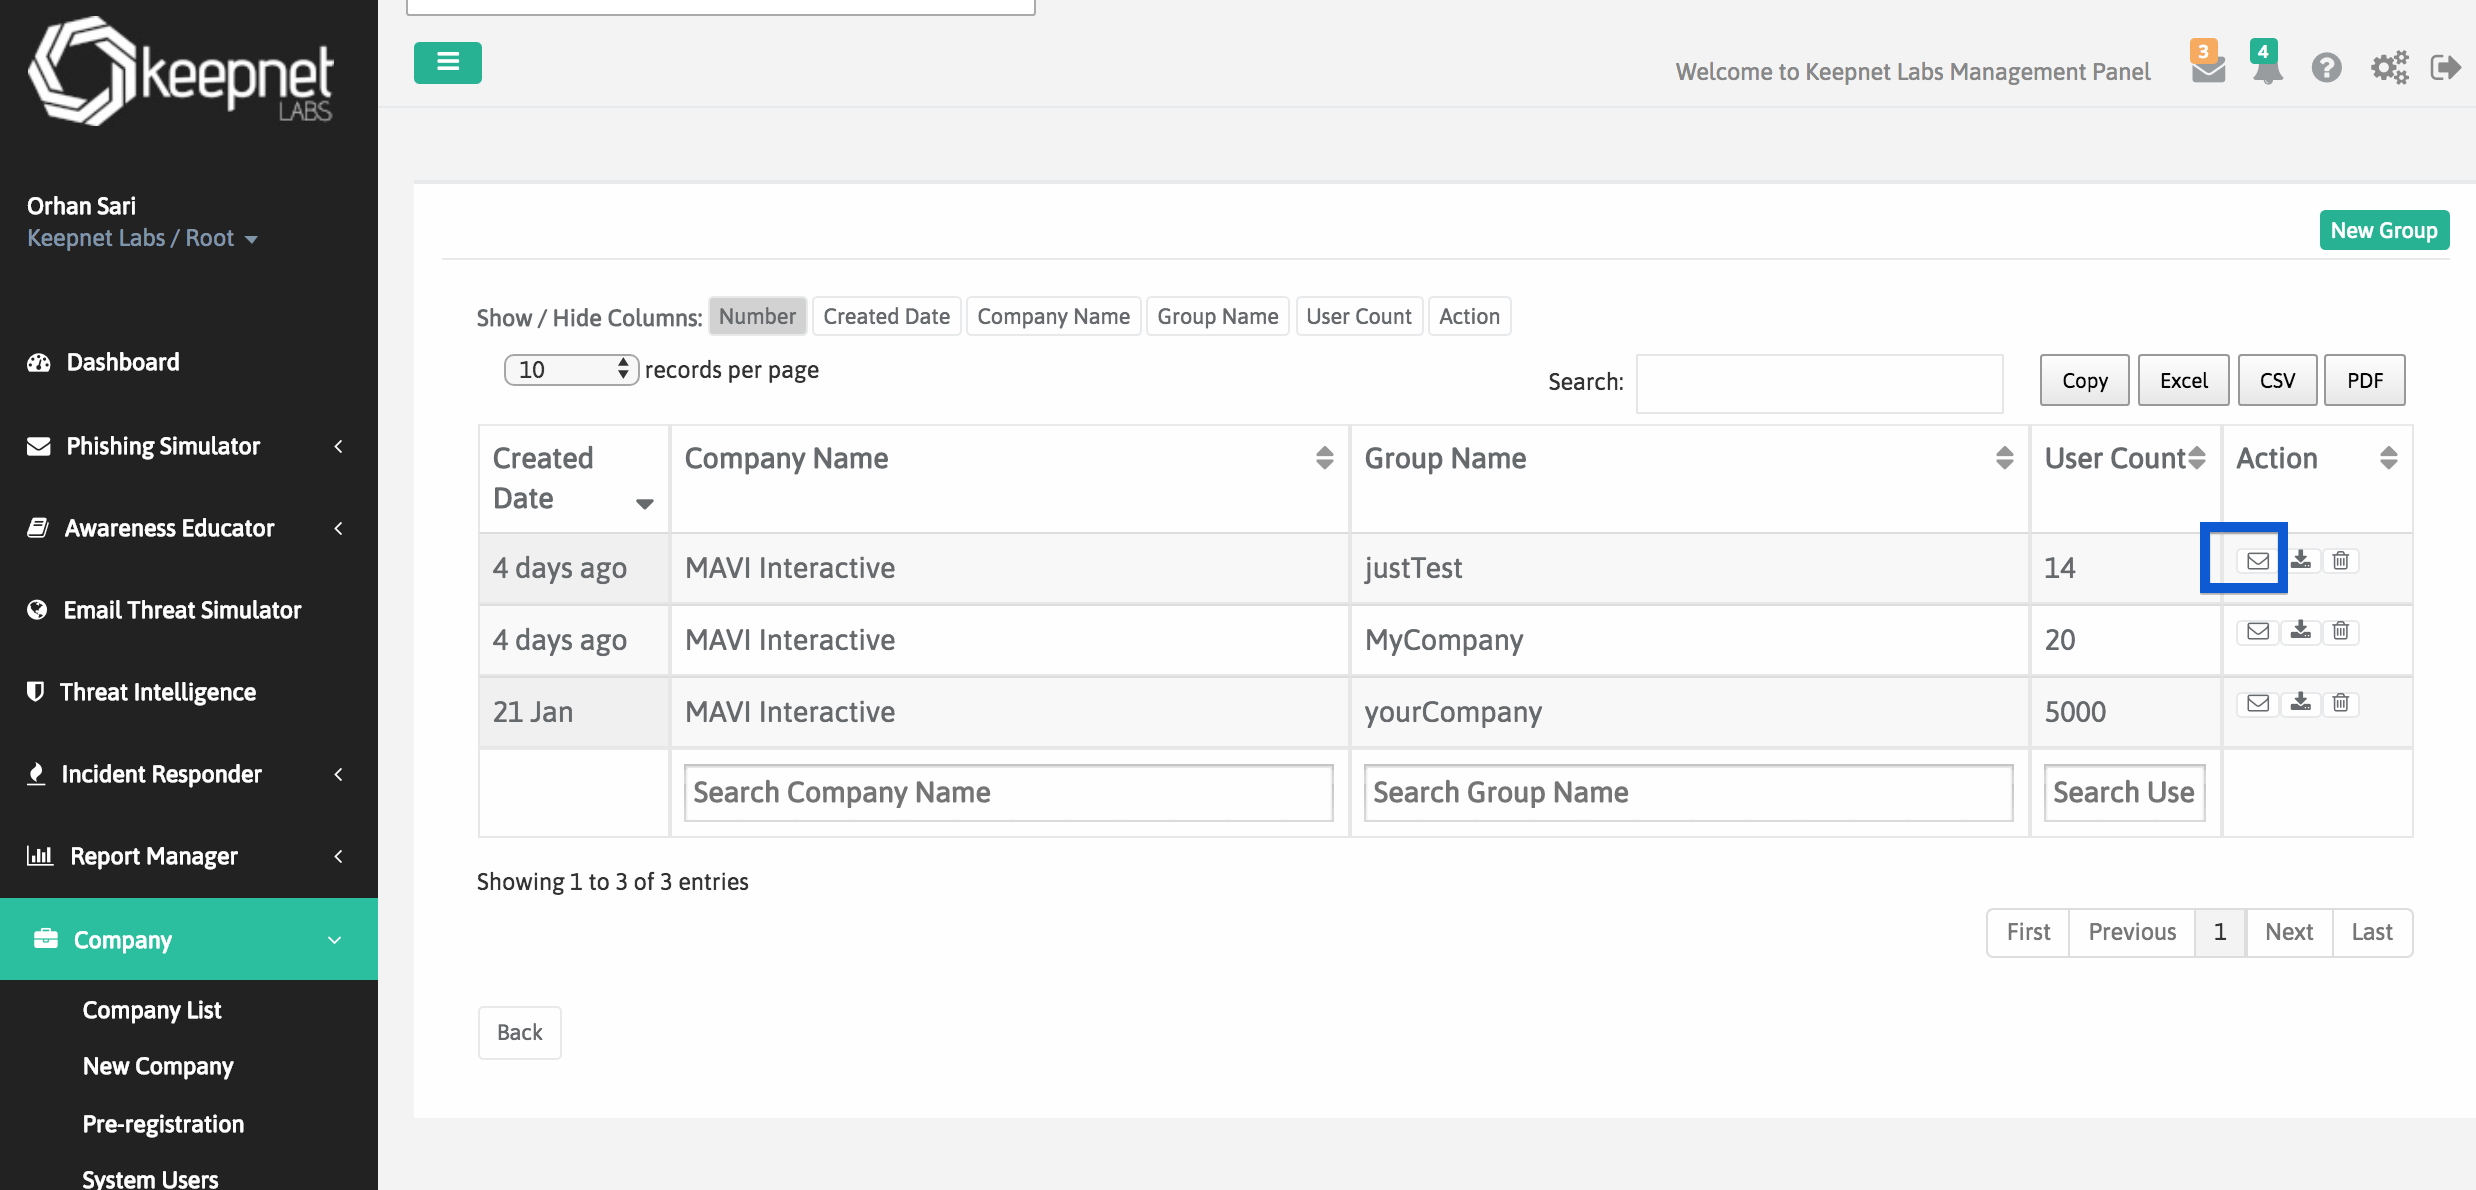 keepnet
LABS
Orhan Sari
Keepnet Labs / Root
Dashboard
Phishing Simulator
Awareness Educator
Email Threat Simulator
Threat Intelligence
Incident Responder
Report Manager
Company
Company List
New Company
Pre-registration
System Users
Welcome to Keepnet Labs Management Panel
3
4
New Group
Show / Hide Columns: Number Created Date Company Name Group Name User Count Action
10 records per page
Search:
Copy Excel CSV PDF
Created Date Company Name Group Name User Count Action
4 days ago MAVI Interactive justTest 14
4 days ago MAVI Interactive MyCompany 20
21 Jan MAVI Interactive yourCompany 5000
Search Company Name Search Group Name Search Use
Showing 1 to 3 of 3 entries
First Previous 1 Next Last
Back